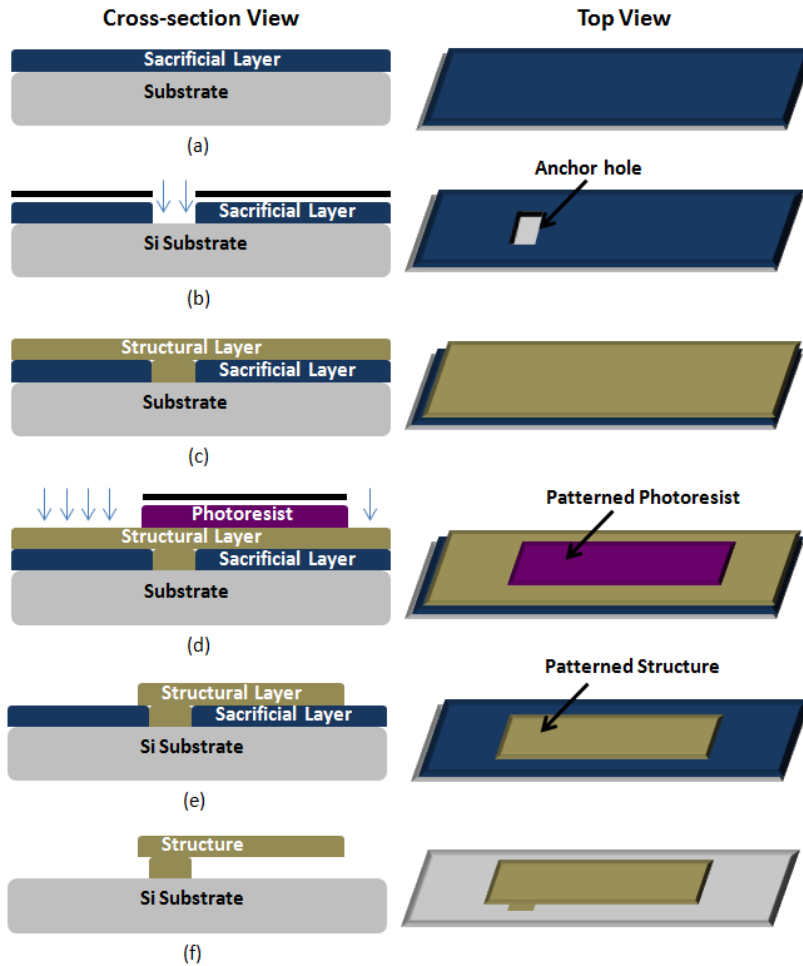 Cross-section View
Top View
Sacrificial Layer
Substrate
(a)
Anchor hole
Sacrificial Layer
Si Substrate
(b)
Structural Layer
Sacrificial Layer
Substrate
(c)
Patterned Photoresist
Photoresist
Structural Layer
Sacrificial Layer
Substrate
(d)
Patterned Structure
Structural Layer
Sacrificial Layer
Si Substrate
(e)
Structure
Si Substrate
(f)